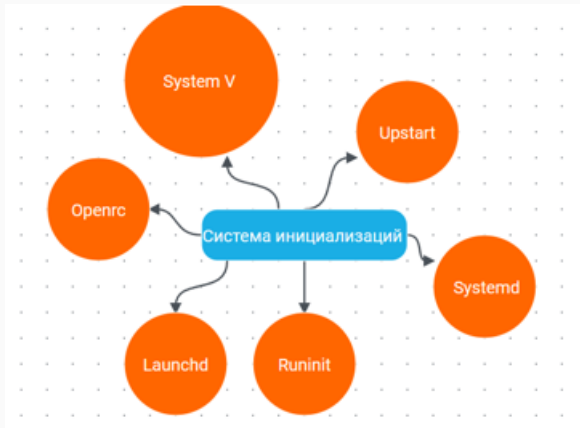 System V
Upstart
Openrc
Система инициализаций
Systemd
Launchd
Runinit